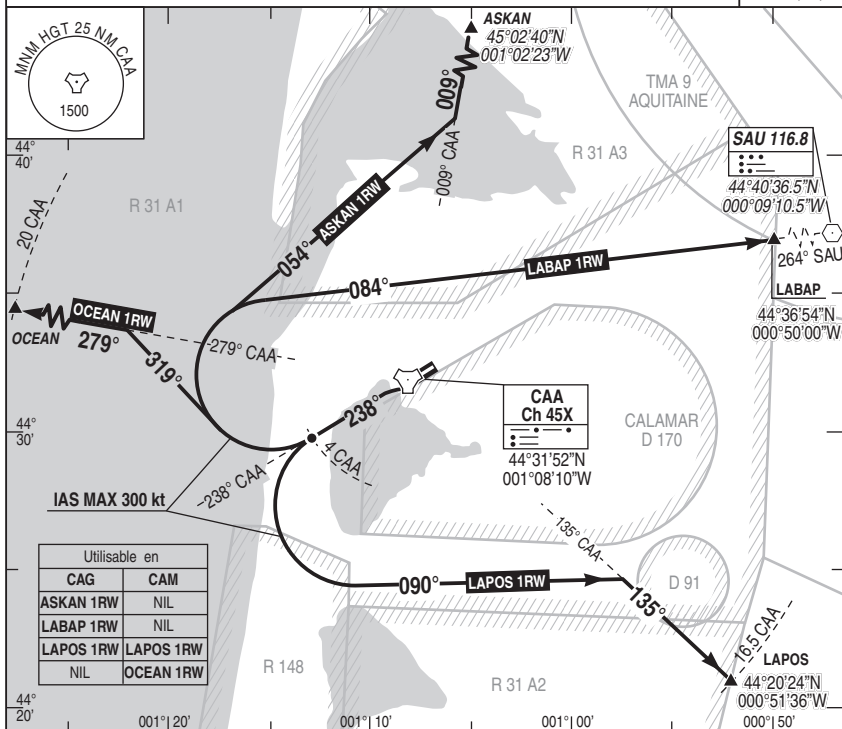 MNM HGT 25 NM CAA
1500
ASKAN
45°02'40"N
001°02'23"W
009°
009° CAA
TMA 9
AQUITAINE
R 31 A3
SAU 116.8
44°40'36.5"N
000°09'10.5"W
264° SAU
44°
40'
R 31 A1
20 CAA
ASKAN 1RW
054°
LABAP 1RW
084°
LABAP
44°36'54"N
000°50'00"W
OCEAN 1RW
OCEAN
279°
279° CAA
319°
238°
CAA
Ch 45X
44°31'52"N
001°08'10"W
CALAMAR
D 170
44°
30'
4 CAA
238° CAA
IAS MAX 300 kt
135° CAA
Utilisable en
CAG CAM
ASKAN 1RW NIL
LABAP 1RW NIL
LAPOS 1RW LAPOS 1RW
NIL OCEAN 1RW
090°
LAPOS 1RW
D 91
135°
16.5 CAA
LAPOS
44°20'24"N
000°51'36"W
R 148
R 31 A2
44°
20'
001°20'
001°10'
001°00'
000°50'